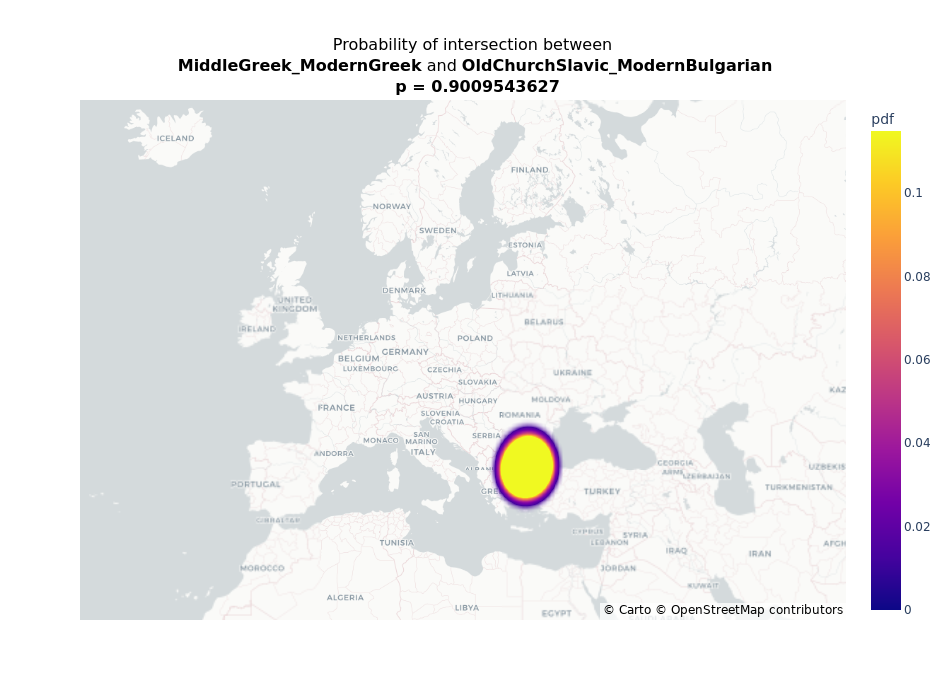 Probability of intersection between
MiddleGreek_ModernGreek and OldChurchSlavic_ModernBulgarian
p = 0.9009543627
pdf
ICELAND
FINLAND
NORWAY
SWEDEN
ESTONIA
LATVIA
DENMARK
LITHUANIA
UNITED
KINGDOM
IRELAND
BELARUS
NETHERLANDS
POLAND
GERMANY
BELGIUM
LUXEMBOURG
CZECHIA
UKRAINE
SLOVAKIA
KAZ
AUSTRIA
HUNGARY
MOLDOVA
FRANCE
SLOVENIA
ROMANIA
CROATIA
SAN
MARINO
MONACO
SERBIA
ITALY
ANDORRA
GEORGIA
UZBEKIS
PORTUGAL
TURKEY
TURKMENISTAN
GIBRALTAR
CYPRUS
SYRIA
LEBANON
TUNISIA
IRAQ
IRAN
AFGH
MOROCCO
JORDAN
KUWAIT
ALGERIA
LIBYA
EGYPT
© Carto © OpenStreetMap contributors
0.1
0.08
0.06
0.04
0.02
0